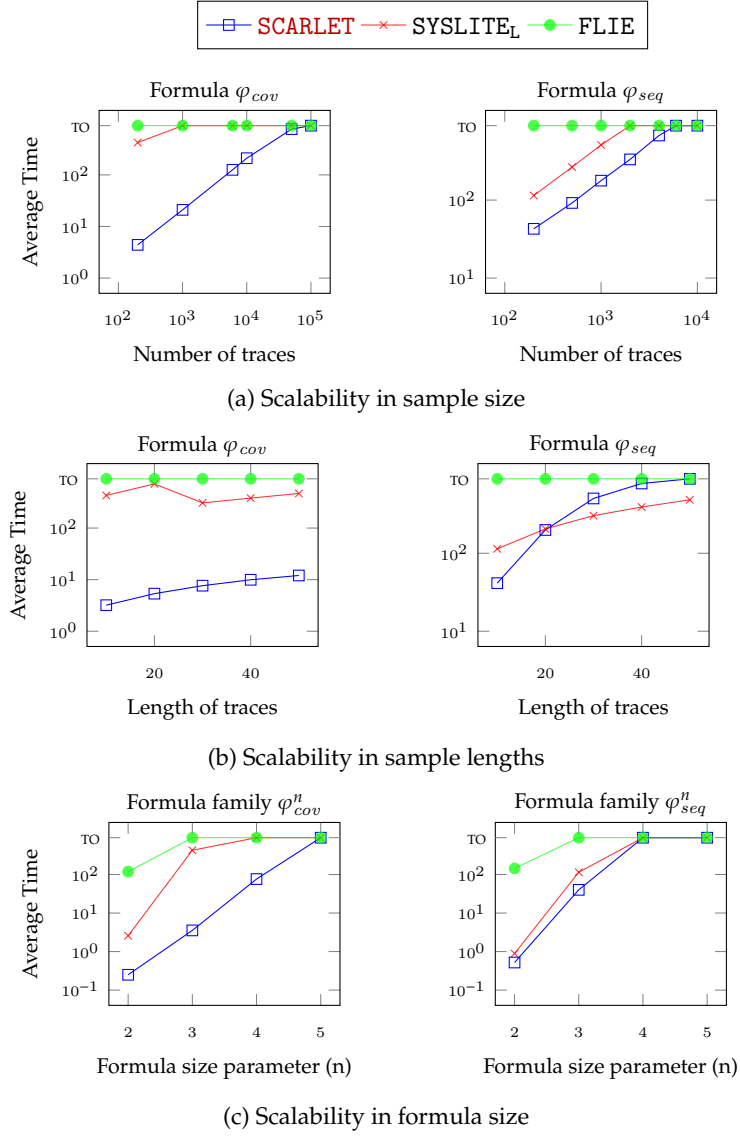 SCARLET SYSLITE_L FLIE
Formula φ_cov
Formula φ_seq
Average Time
TO
10^2
10^1
10^0
10^2 10^3 10^4 10^5
Number of traces
TO
10^2
10^1
10^2 10^3 10^4
Number of traces
(a) Scalability in sample size
Formula φ_cov
Formula φ_seq
Average Time
TO
10^2
10^1
10^0
20 40
Length of traces
TO
10^2
10^1
20 40
Length of traces
(b) Scalability in sample lengths
Formula family φ^n_cov
Formula family φ^n_seq
Average Time
TO
10^2
10^1
10^0
10^−1
2 3 4 5
Formula size parameter (n)
TO
10^2
10^1
10^0
10^−1
2 3 4 5
Formula size parameter (n)
(c) Scalability in formula size